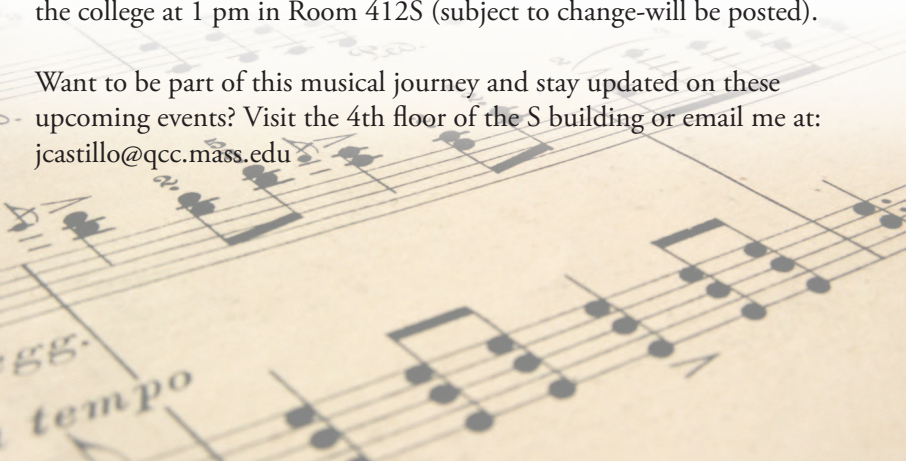 the college at 1 pm in Room 412S (subject to change-will be posted).
Want to be part of this musical journey and stay updated on these
upcoming events? Visit the 4th floor of the S building or email me at:
jcastillo@qcc.mass.edu
egg.
tempo